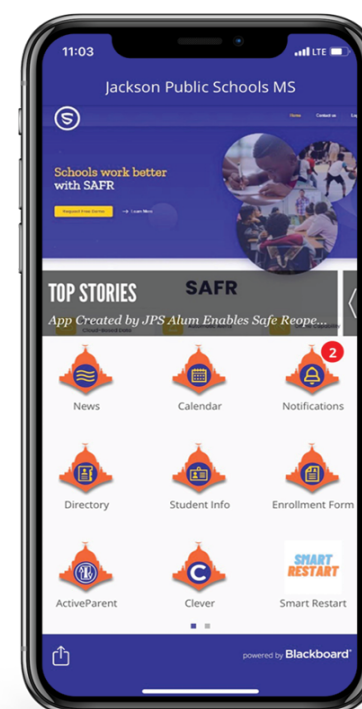 11:03
LTE
Jackson Public Schools MS
S
Home
Contact us
Schools work better
with SAFR
Request Free Demo
Learn More
TOP STORIES
SAFR
App Created by JPS Alum Enables Safe Reope...
2
News
Calendar
Notifications
Directory
Student Info
Enrollment Form
C
SMART
RESTART
ActiveParent
Clever
Smart Restart
powered by Blackboard